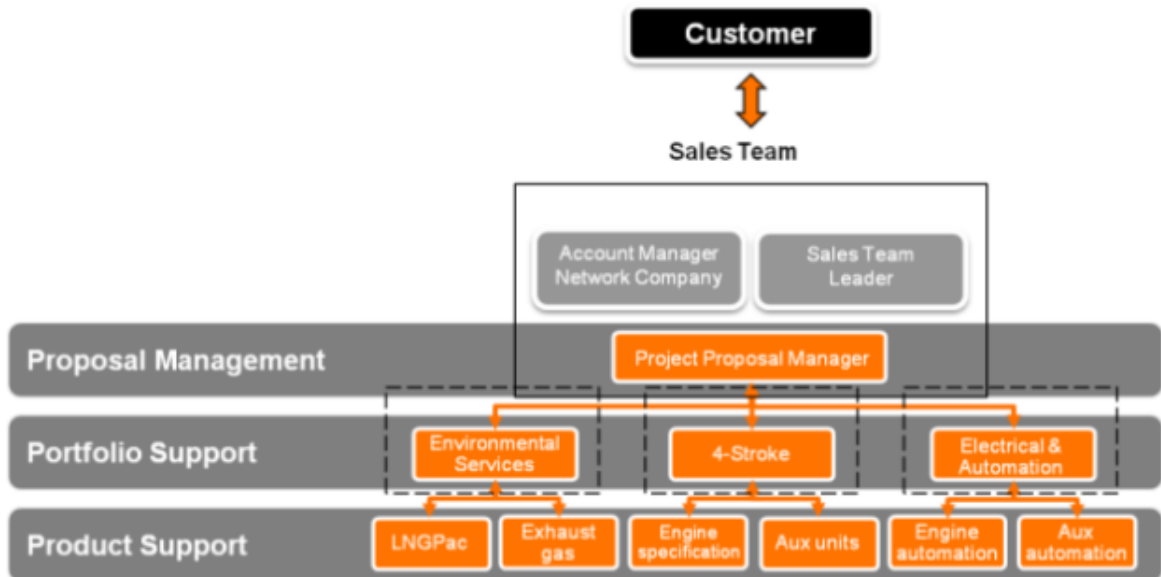 Customer
Sales Team
Account Manager
Network Company
Sales Team
Leader
Proposal Management
Project Proposal Manager
Portfolio Support
Environmental
Services
4-Stroke
Electrical &
Automation
Product Support
LNGPac
Exhaust
gas
Engine
specification
Aux units
Engine
automation
Aux
automation